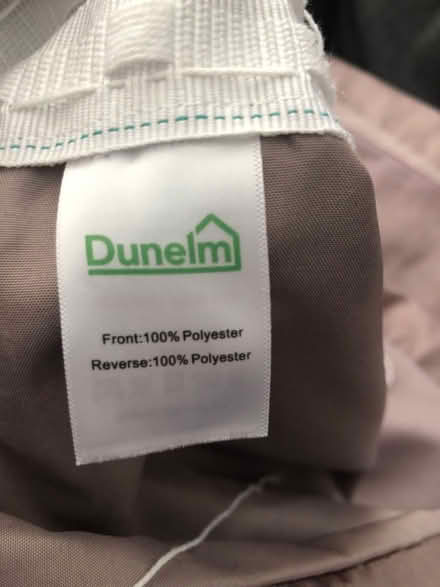 Dunelm
Front:100% Polyester
Reverse:100% Polyester